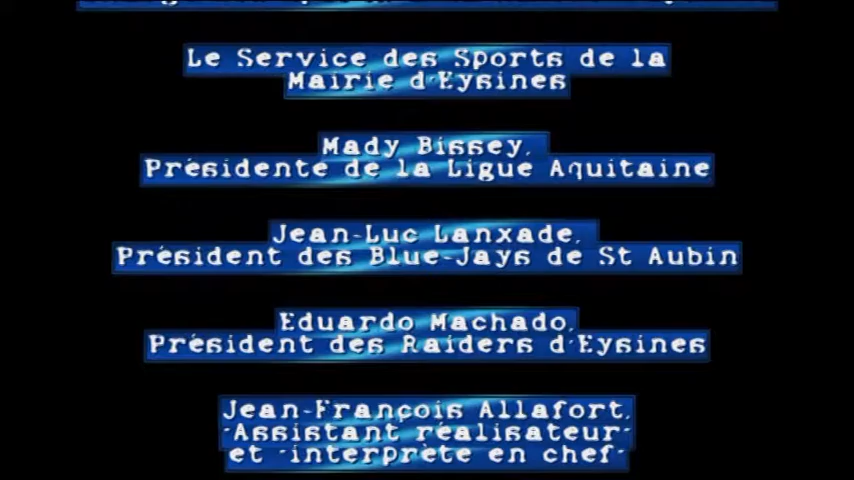 Le Service des Sports de la
Mairie d'Eysines
Mady Bissey,
Présidente de la Ligue Aquitaine
Jean-Luc Lanxade,
Président des Blue-Jays de St Aubin
Eduardo Machado,
Président des Raiders d'Eysines
Jean-François Allafort,
"Assistant réalisateur"
et "interprète en chef"